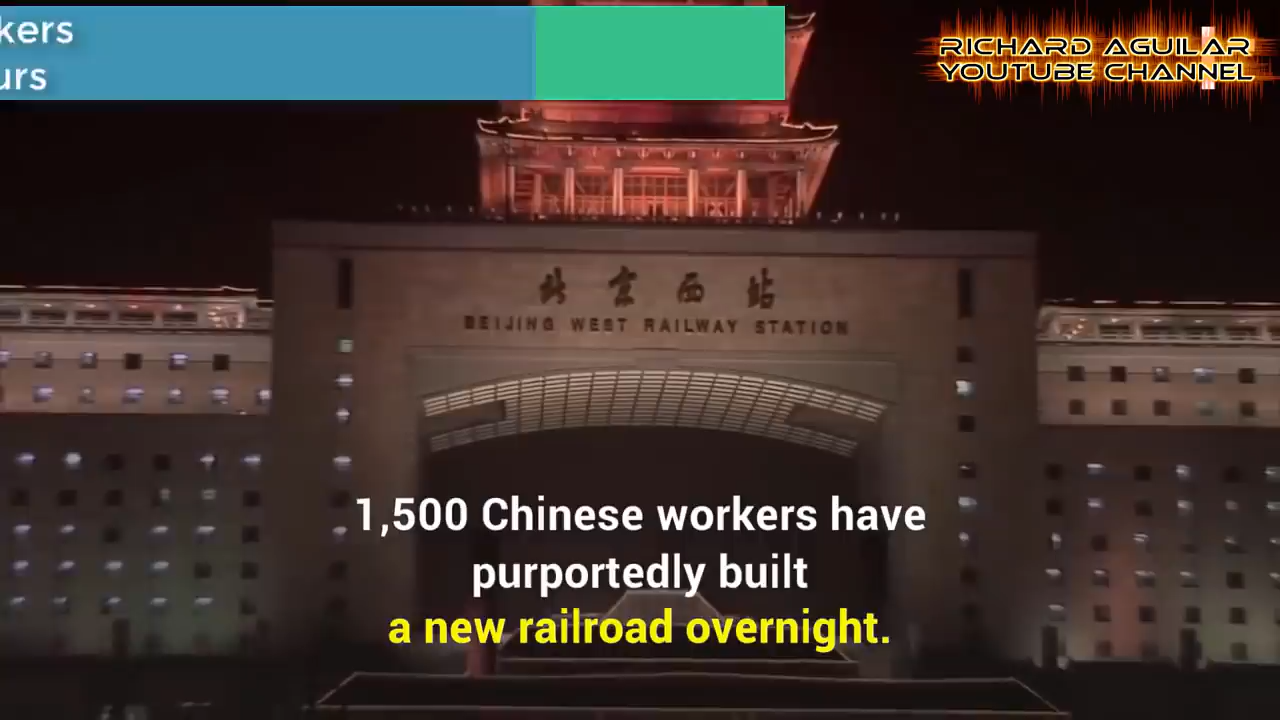 kers
urs
RICHARD AGUILAR
YOUTUBE CHANNEL
北京西站
BEIJING WEST RAILWAY STATION
1,500 Chinese workers have
purportedly built
a new railroad overnight.